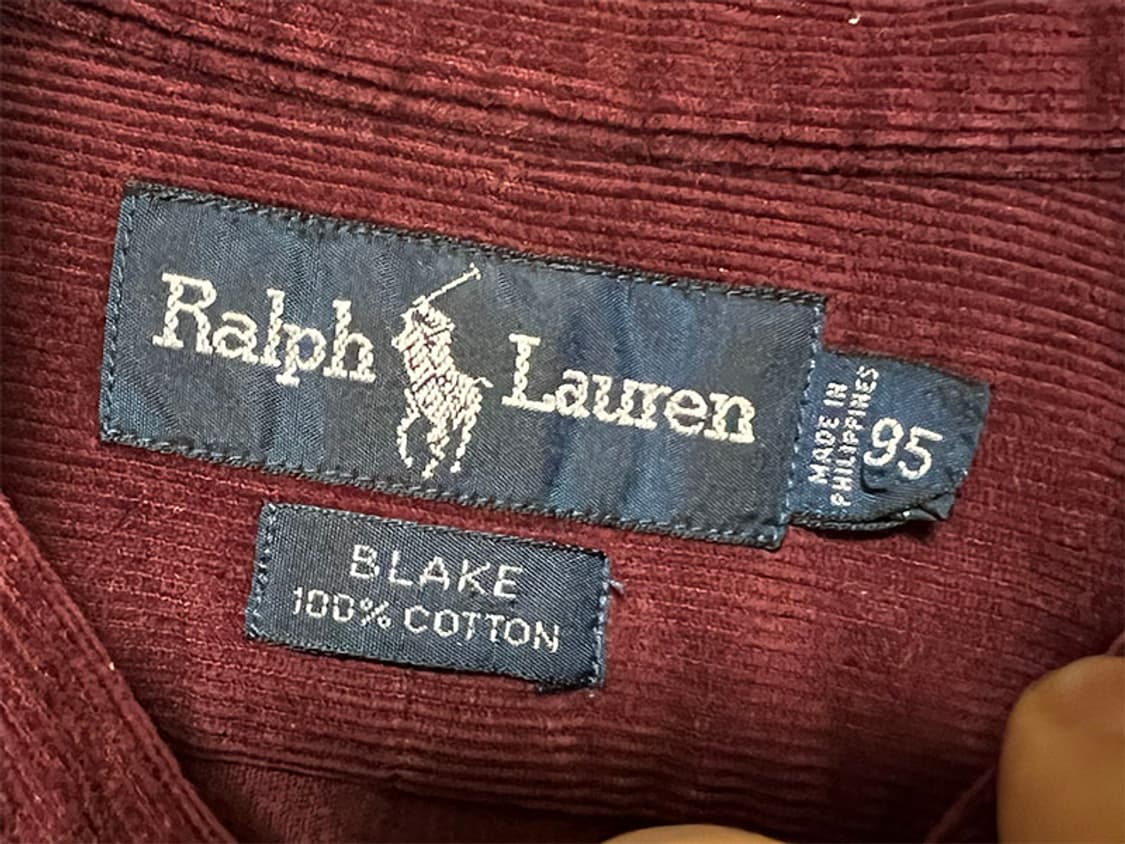 Ralph Lauren
MADE IN
PHILIPPINES
95
BLAKE
100% COTTON